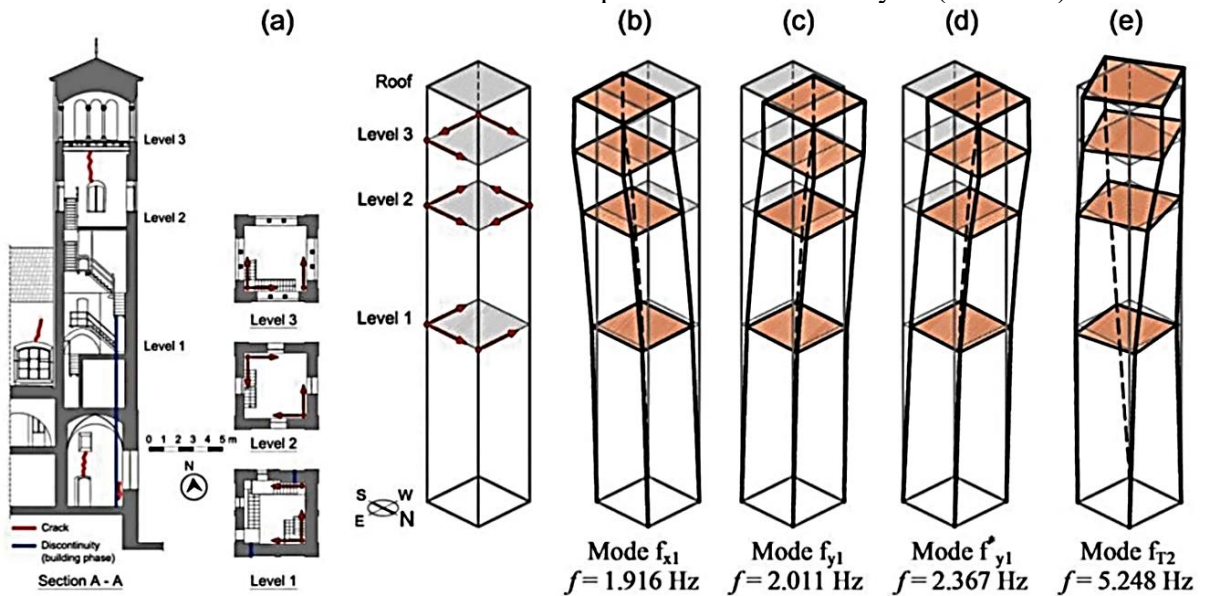 (a)
(b)
(c)
(d)
(e)
Level 3
Level 2
Level 1
Level 3
Level 2
Level 1
0 1 2 3 4 5 m
N
Crack
Discontinuity
(building phase)
Section A - A
Roof
Level 3
Level 2
Level 1
S W
E N
Mode fx1
f = 1.916 Hz
Mode fy1
f = 2.011 Hz
Mode f*y1
f = 2.367 Hz
Mode fT2
f = 5.248 Hz